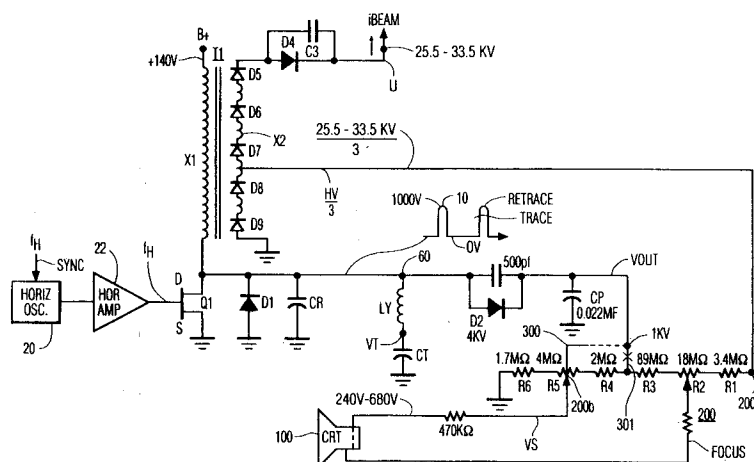 iBEAM
B+
I1
D4
C3
25.5 - 33.5 KV
+140V
U
D5
D6
X2
25.5 - 33.5 KV
3
X1
D7
D8
HV
3
D9
1000V
10
RETRACE
TRACE
0V
fH
SYNC
22
fH
60
500pf
VOUT
HORIZ
OSC.
HOR
AMP
D
Q1
S
D1
CR
LY
D2
4KV
CP
0.022MF
20
VT
CT
300
1KV
1.7MΩ
4MΩ
2MΩ
89MΩ
18MΩ
3.4MΩ
R6
R5
R4
R3
R2
R1
200b
301
200
240V-680V
100
CRT
470KΩ
VS
200
FOCUS